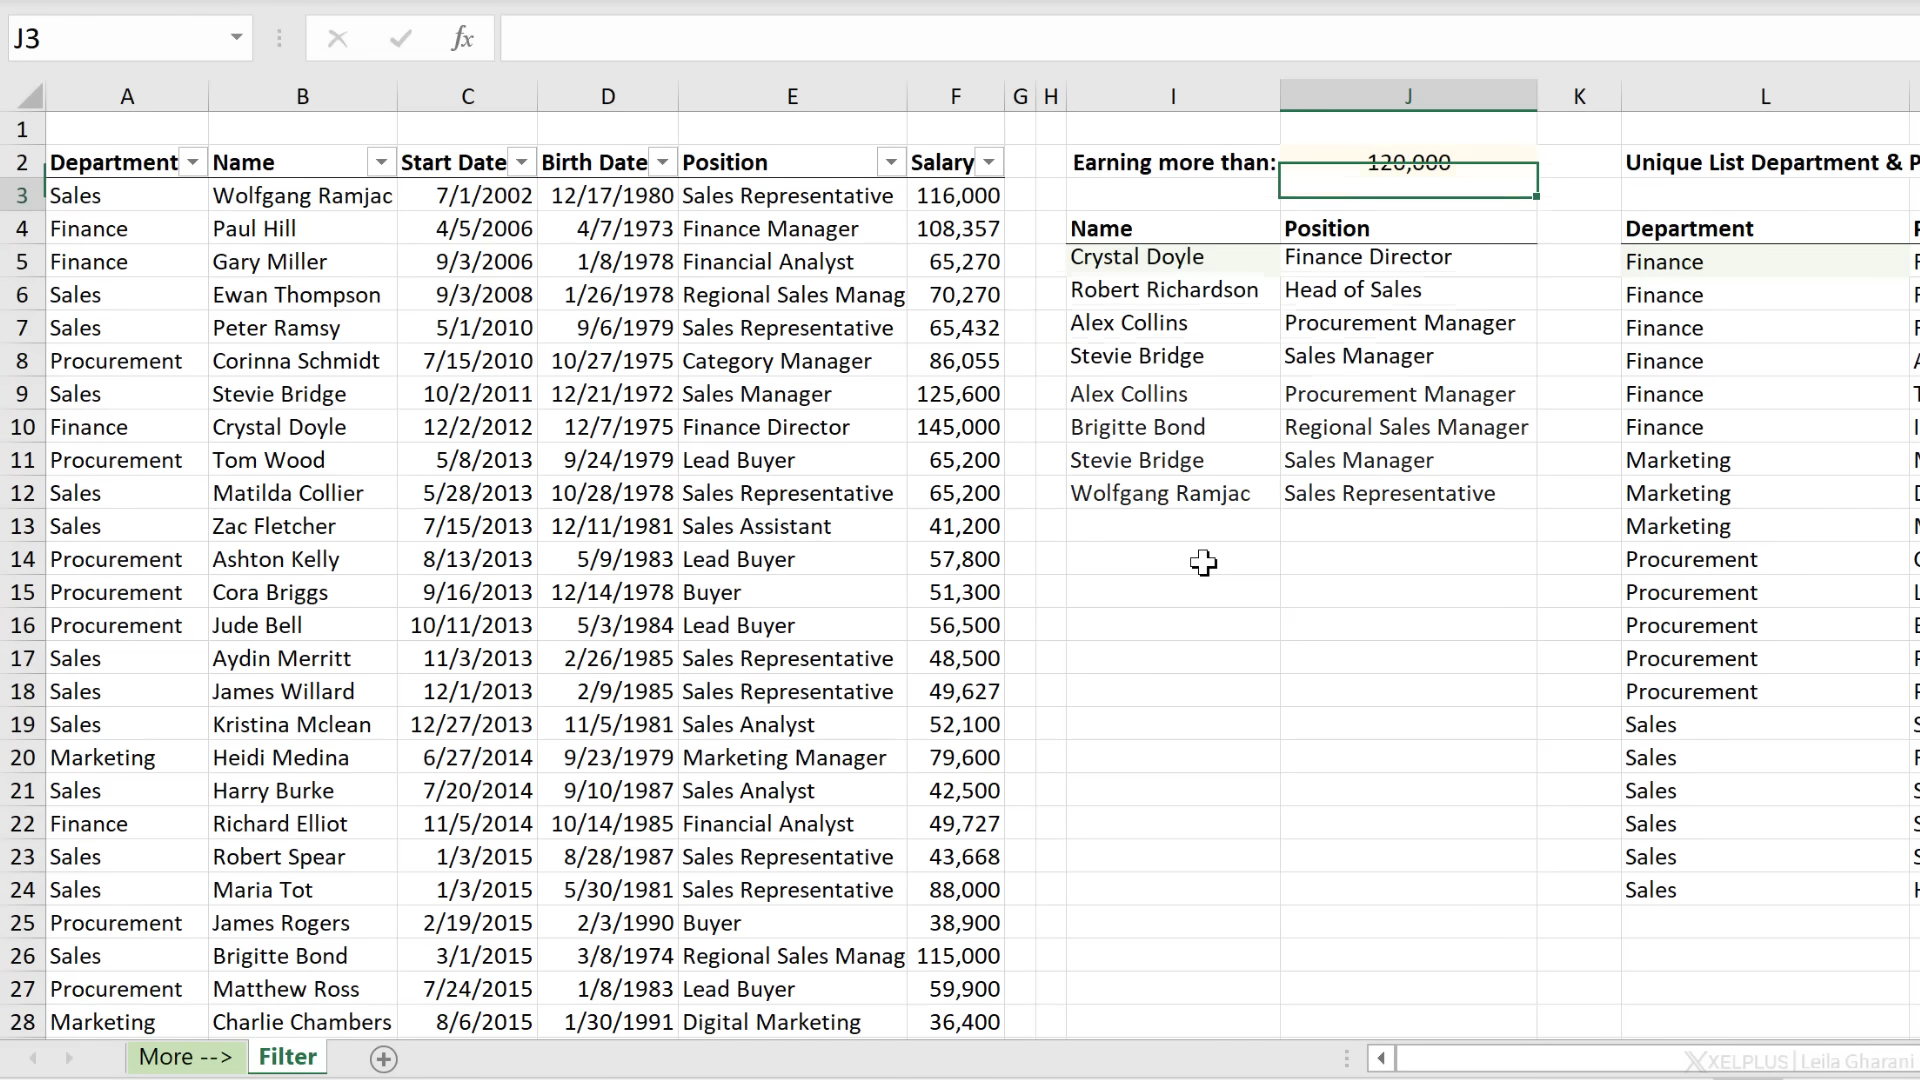 J3 fx
A B C D E F G H I J K L
1
2 Department Name Start Date Birth Date Position Salary Earning more than: 120,000 Unique List Department & P
3 Sales Wolfgang Ramjac 7/1/2002 12/17/1980 Sales Representative 116,000
4 Finance Paul Hill 4/5/2006 4/7/1973 Finance Manager 108,357 Name Position Department
5 Finance Gary Miller 9/3/2006 1/8/1978 Financial Analyst 65,270 Crystal Doyle Finance Director Finance
6 Sales Ewan Thompson 9/3/2008 1/26/1978 Regional Sales Manag 70,270 Robert Richardson Head of Sales Finance
7 Sales Peter Ramsy 5/1/2010 9/6/1979 Sales Representative 65,432 Alex Collins Procurement Manager Finance
8 Procurement Corinna Schmidt 7/15/2010 10/27/1975 Category Manager 86,055 Stevie Bridge Sales Manager Finance
9 Sales Stevie Bridge 10/2/2011 12/21/1972 Sales Manager 125,600 Alex Collins Procurement Manager Finance
10 Finance Crystal Doyle 12/2/2012 12/7/1975 Finance Director 145,000 Brigitte Bond Regional Sales Manager Finance
11 Procurement Tom Wood 5/8/2013 9/24/1979 Lead Buyer 65,200 Stevie Bridge Sales Manager Marketing
12 Sales Matilda Collier 5/28/2013 10/28/1978 Sales Representative 65,200 Wolfgang Ramjac Sales Representative Marketing
13 Sales Zac Fletcher 7/15/2013 12/11/1981 Sales Assistant 41,200 Marketing
14 Procurement Ashton Kelly 8/13/2013 5/9/1983 Lead Buyer 57,800 Procurement
15 Procurement Cora Briggs 9/16/2013 12/14/1978 Buyer 51,300 Procurement
16 Procurement Jude Bell 10/11/2013 5/3/1984 Lead Buyer 56,500 Procurement
17 Sales Aydin Merritt 11/3/2013 2/26/1985 Sales Representative 48,500 Procurement
18 Sales James Willard 12/1/2013 2/9/1985 Sales Representative 49,627 Procurement
19 Sales Kristina Mclean 12/27/2013 11/5/1981 Sales Analyst 52,100 Sales
20 Marketing Heidi Medina 6/27/2014 9/23/1979 Marketing Manager 79,600 Sales
21 Sales Harry Burke 7/20/2014 9/10/1987 Sales Analyst 42,500 Sales
22 Finance Richard Elliot 11/5/2014 10/14/1985 Financial Analyst 49,727 Sales
23 Sales Robert Spear 1/3/2015 8/28/1987 Sales Representative 43,668 Sales
24 Sales Maria Tot 1/3/2015 5/30/1981 Sales Representative 88,000 Sales
25 Procurement James Rogers 2/19/2015 2/3/1990 Buyer 38,900
26 Sales Brigitte Bond 3/1/2015 3/8/1974 Regional Sales Manag 115,000
27 Procurement Matthew Ross 7/24/2015 1/8/1983 Lead Buyer 59,900
28 Marketing Charlie Chambers 8/6/2015 1/30/1991 Digital Marketing 36,400
More --> Filter XELPLUS | Leila Gharani